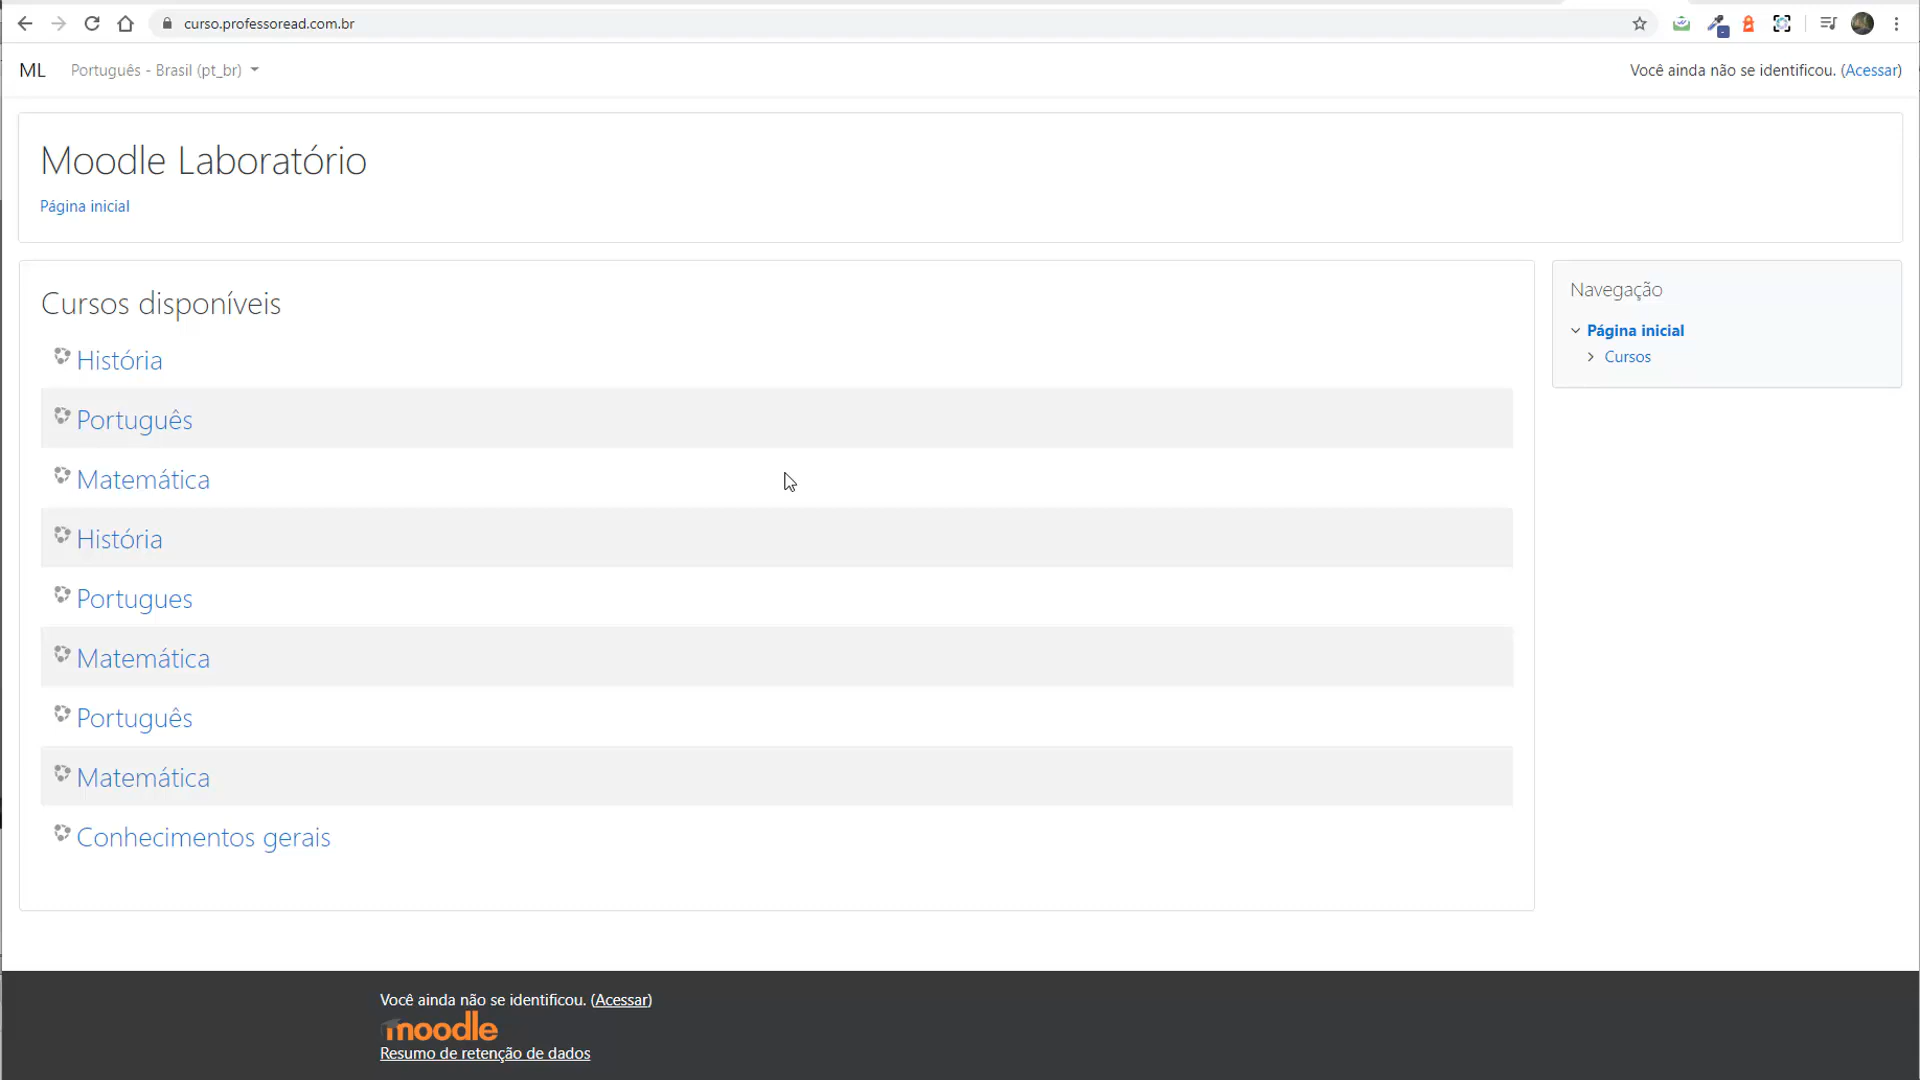 curso.professoread.com.br
ML
Português - Brasil (pt_br)
Você ainda não se identificou. (Acessar)
Moodle Laboratório
Página inicial
Cursos disponíveis
História
Português
Matemática
História
Portugues
Matemática
Português
Matemática
Conhecimentos gerais
Navegação
Página inicial
Cursos
Você ainda não se identificou. (Acessar)
moodle
Resumo de retenção de dados